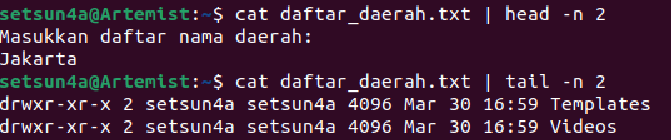 setsun4a@Artemist:~$ cat daftar_daerah.txt | head -n 2
Masukkan daftar nama daerah:
Jakarta
setsun4a@Artemist:~$ cat daftar_daerah.txt | tail -n 2
drwxr-xr-x 2 setsun4a setsun4a 4096 Mar 30 16:59 Templates
drwxr-xr-x 2 setsun4a setsun4a 4096 Mar 30 16:59 Videos